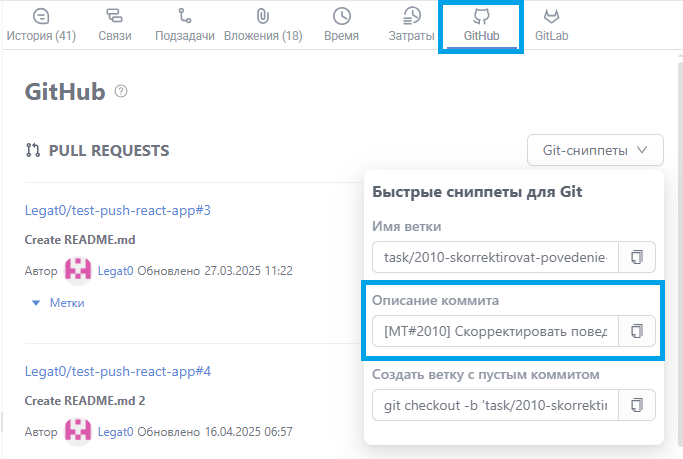 История (41) Связи Подзадачи Вложения (18) Время Затраты GitHub GitLab
GitHub
PULL REQUESTS
Git-сниппеты
Быстрые сниппеты для Git
Имя ветки
task/2010-skorrektirovat-povedenie-
Описание коммита
[MT#2010] Скорректировать повед
Создать ветку с пустым коммитом
git checkout -b 'task/2010-skorrektir
Legat0/test-push-react-app#3
Create README.md
Автор Legat0 Обновлено 27.03.2025 11:22
Метки
Legat0/test-push-react-app#4
Create README.md 2
Автор Legat0 Обновлено 16.04.2025 06:57